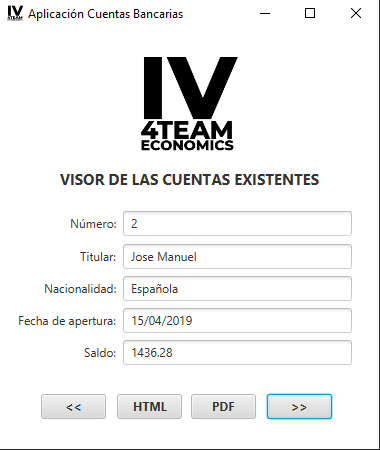 IV 4TEAM Aplicación Cuentas Bancarias
IV
4TEAM
ECONOMICS
VISOR DE LAS CUENTAS EXISTENTES
Número: 2
Titular: Jose Manuel
Nacionalidad: Española
Fecha de apertura: 15/04/2019
Saldo: 1436.28
<< HTML PDF >>